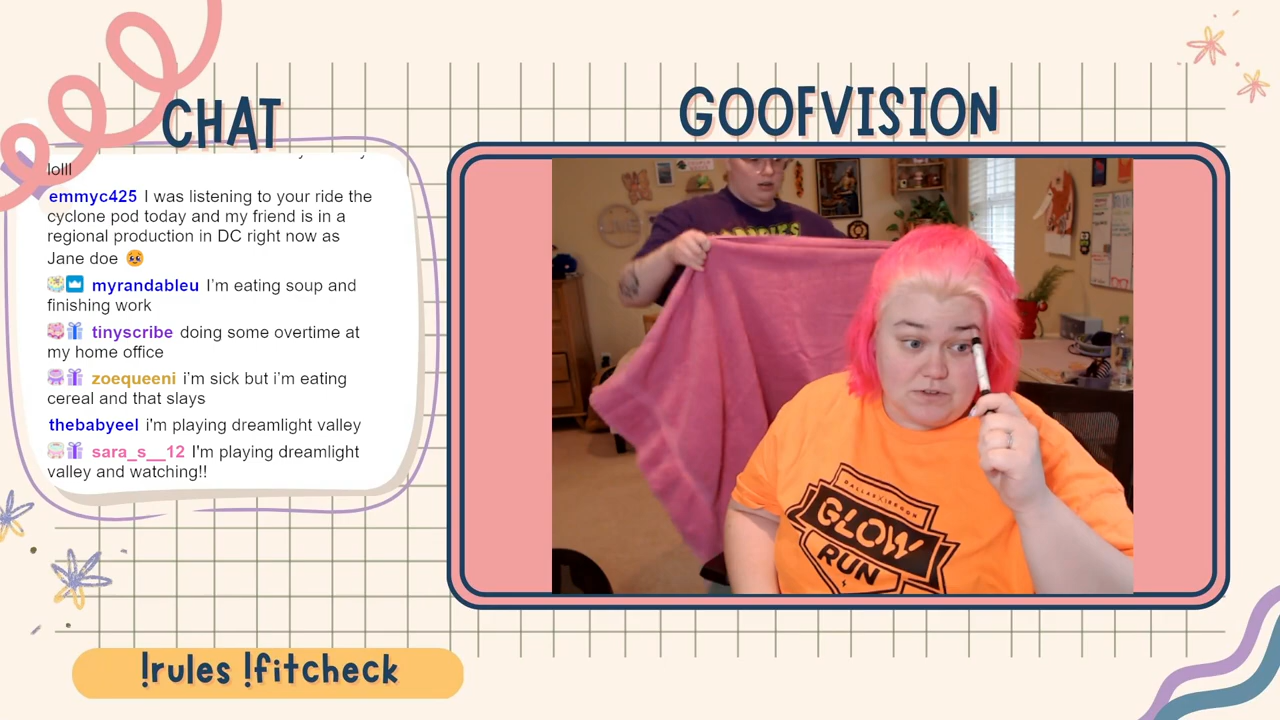 CHAT
GOOFVISION
lolll
emmyc425 I was listening to your ride the
cyclone pod today and my friend is in a
regional production in DC right now as
Jane doe 🥺
myrandableu I'm eating soup and
finishing work
tinyscribe doing some overtime at
my home office
zoequeeni i'm sick but i'm eating
cereal and that slays
thebabyeel i'm playing dreamlight valley
sara_s__12 I'm playing dreamlight
valley and watching!!
GLOW
RUN
!rules !fitcheck